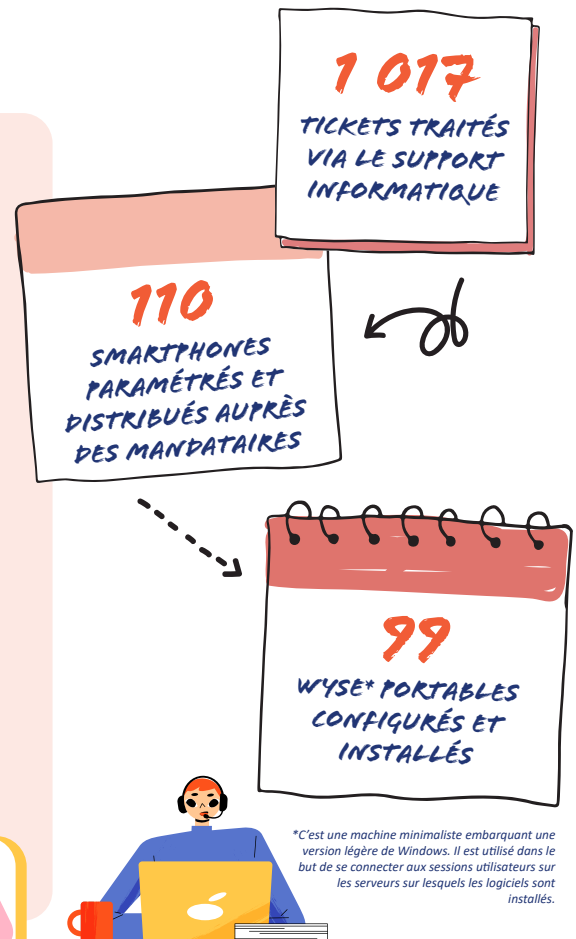 1 017
TICKETS TRAITÉS
VIA LE SUPPORT
INFORMATIQUE
110
SMARTPHONES
PARAMÉTRÉS ET
DISTRIBUÉS AUPRÈS
DES MANDATAIRES
99
WYSE* PORTABLES
CONFIGURÉS ET
INSTALLÉS
*C'est une machine minimaliste embarquant une
version légère de Windows. Il est utilisé dans le
but de se connecter aux sessions utilisateurs sur
les serveurs sur lesquels les logiciels sont
installés.